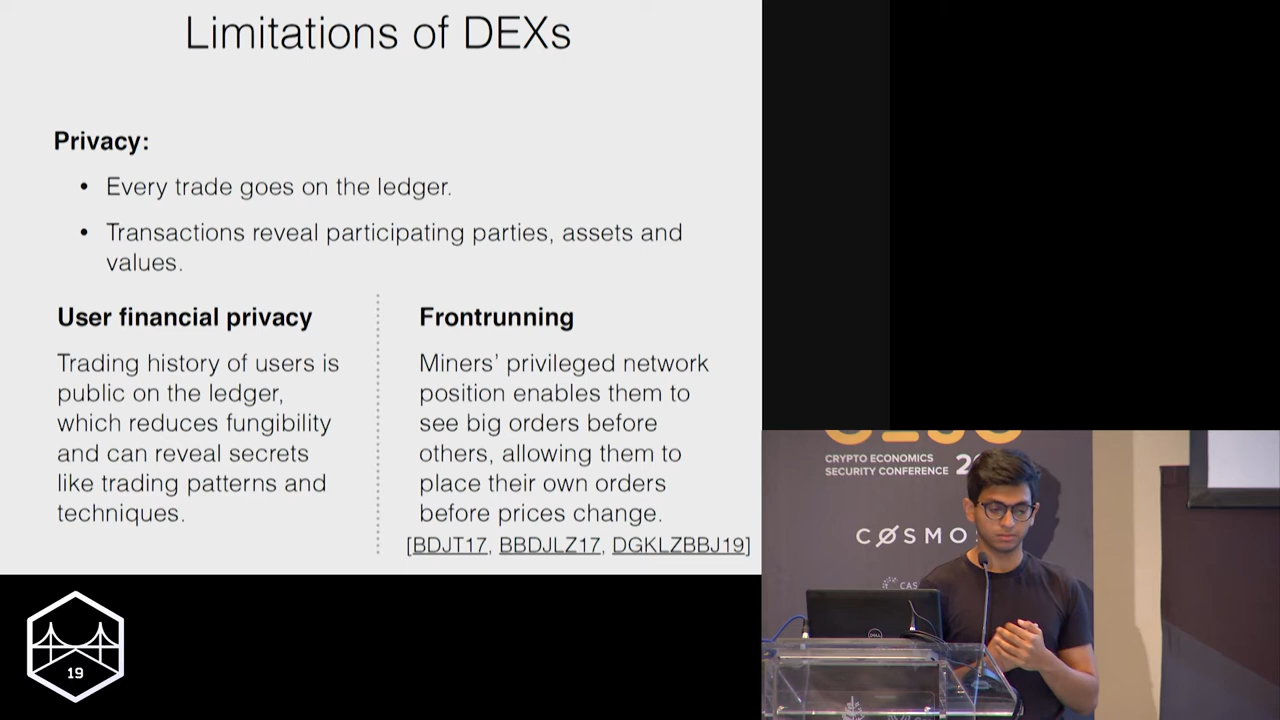 Limitations of DEXs
Privacy:
• Every trade goes on the ledger.
• Transactions reveal participating parties, assets and
values.
User financial privacy
Trading history of users is
public on the ledger,
which reduces fungibility
and can reveal secrets
like trading patterns and
techniques.
Frontrunning
Miners’ privileged network
position enables them to
see big orders before
others, allowing them to
place their own orders
before prices change.
[BDJT17, BBDJLZ17, DGKLZBBJ19]
CRYPTO ECONOMICS
SECURITY CONFERENCE
CØSMO
CAS
DELL
19